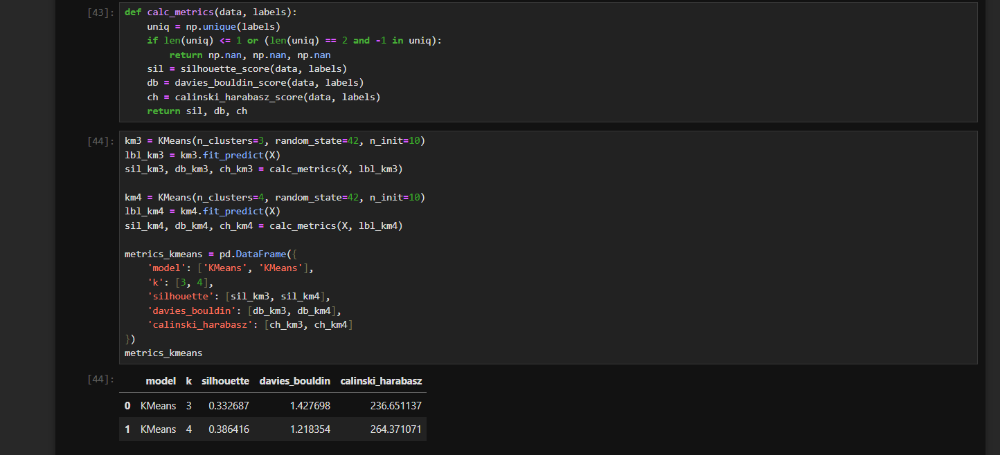 [43]:
def calc_metrics(data, labels):
    uniq = np.unique(labels)
    if len(uniq) <= 1 or (len(uniq) == 2 and -1 in uniq):
        return np.nan, np.nan, np.nan
    sil = silhouette_score(data, labels)
    db = davies_bouldin_score(data, labels)
    ch = calinski_harabasz_score(data, labels)
    return sil, db, ch
[44]:
km3 = KMeans(n_clusters=3, random_state=42, n_init=10)
lbl_km3 = km3.fit_predict(X)
sil_km3, db_km3, ch_km3 = calc_metrics(X, lbl_km3)

km4 = KMeans(n_clusters=4, random_state=42, n_init=10)
lbl_km4 = km4.fit_predict(X)
sil_km4, db_km4, ch_km4 = calc_metrics(X, lbl_km4)

metrics_kmeans = pd.DataFrame({
    'model': ['KMeans', 'KMeans'],
    'k': [3, 4],
    'silhouette': [sil_km3, sil_km4],
    'davies_bouldin': [db_km3, db_km4],
    'calinski_harabasz': [ch_km3, ch_km4]
})
metrics_kmeans
[44]:
model k silhouette davies_bouldin calinski_harabasz
0 KMeans 3 0.332687 1.427698 236.651137
1 KMeans 4 0.386416 1.218354 264.371071